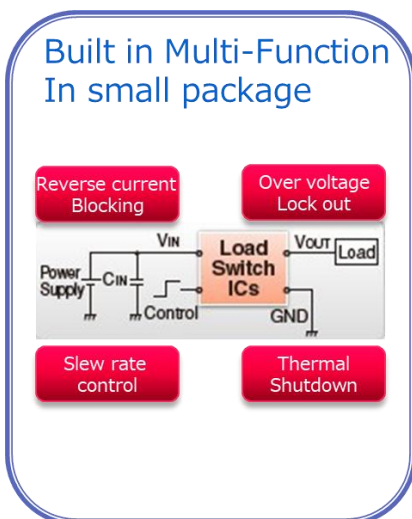 Built in Multi-Function
In small package
Reverse current
Blocking
Over voltage
Lock out
VIN
Load
Switch
ICs
VOUT
Load
Power
Supply
CIN
Control
GND
Slew rate
control
Thermal
Shutdown